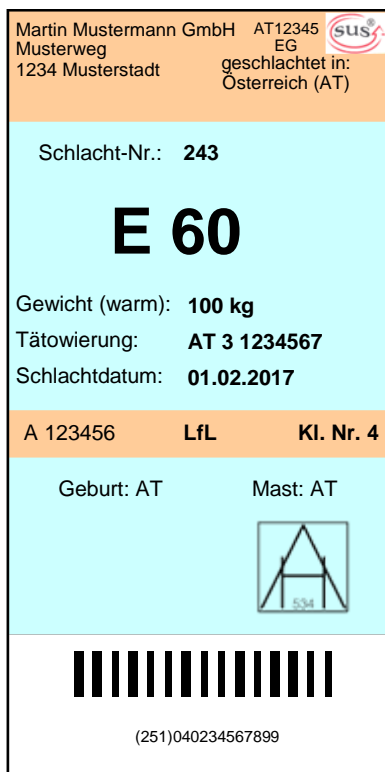 Martin Mustermann GmbH
Musterweg
1234 Musterstadt
AT12345
EG
geschlachtet in:
Österreich (AT)
sus
Schlacht-Nr.: 243
E 60
Gewicht (warm): 100 kg
Tätowierung: AT 3 1234567
Schlachtdatum: 01.02.2017
A 123456 LfL Kl. Nr. 4
Geburt: AT Mast: AT
534
(251)040234567899